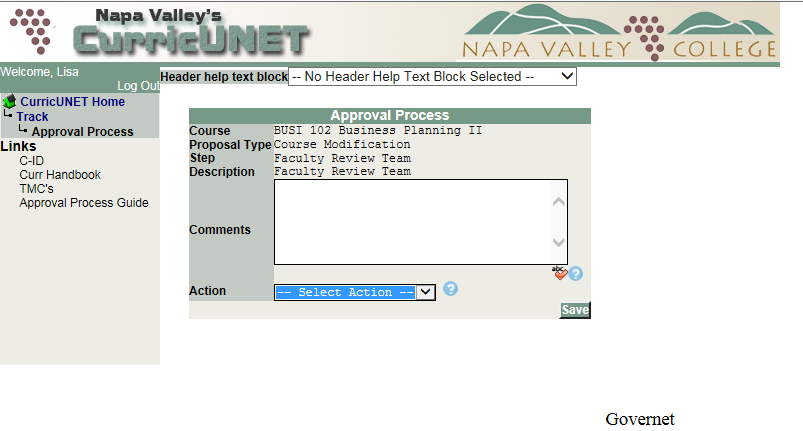 Napa Valley's
CurricUNET
NAPA VALLEY COLLEGE
Welcome, Lisa
Log Out
Header help text block -- No Header Help Text Block Selected --
CurricUNET Home
Track
Approval Process
Links
C-ID
Curr Handbook
TMC's
Approval Process Guide
Approval Process
Course BUSI 102 Business Planning II
Proposal Type Course Modification
Step Faculty Review Team
Description Faculty Review Team
Comments
abc
Action -- Select Action --
Save
Governet